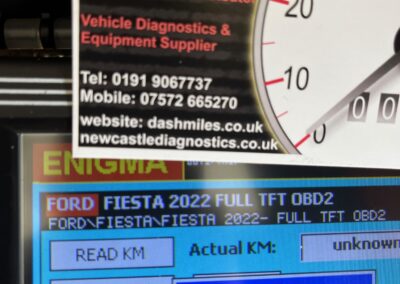 20
Vehicle Diagnostics &
Equipment Supplier
10
Tel: 0191 9067737
Mobile: 07572 665270
0 0
website: dashmiles.co.uk
newcastlediagnostics.co.uk
0
ENIGMA
FORD FIESTA 2022 FULL TFT OBD2
FORD\FIESTA\FIESTA 2022- FULL TFT OBD2
READ KM Actual KM: unknown